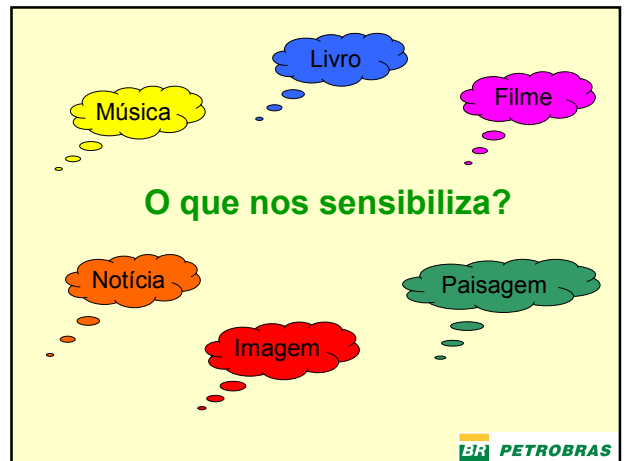 Livro
Música
Filme
O que nos sensibiliza?
Notícia
Paisagem
Imagem
BR PETROBRAS